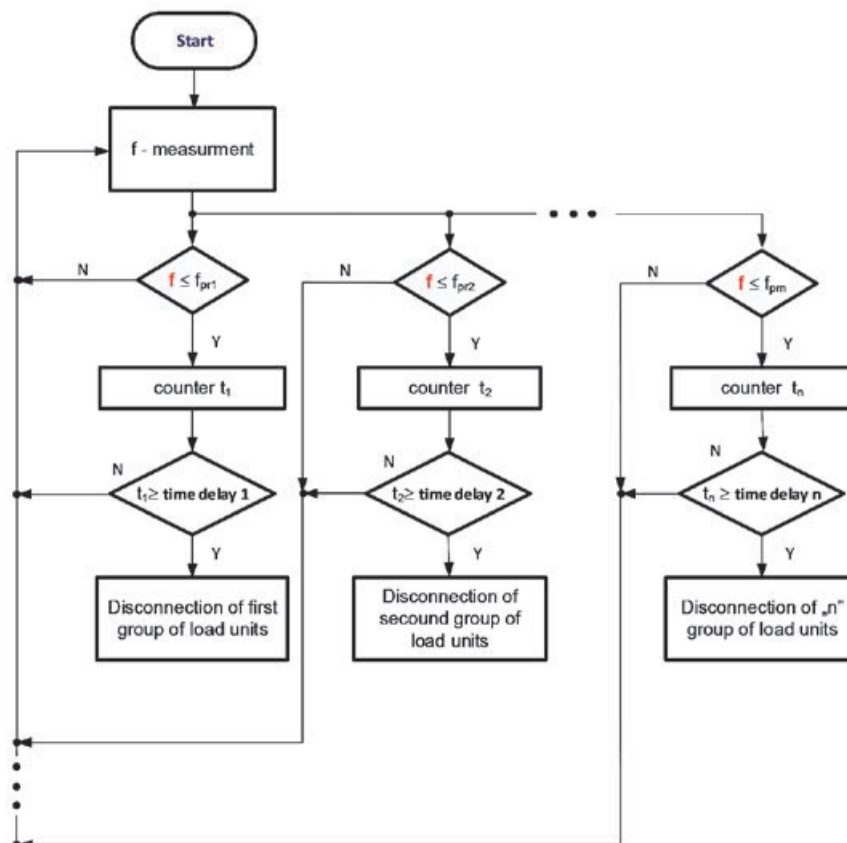 Start
f - measurment
N
f ≤ fpr1
N
f ≤ fpr2
N
f ≤ fprn
Y
Y
Y
counter t1
counter t2
counter tn
N
t1≥ time delay 1
N
t2≥ time delay 2
N
tn ≥ time delay n
Y
Y
Y
Disconnection of first
group of load units
Disconnection of
secound group of
load units
Disconnection of „n"
group of load units